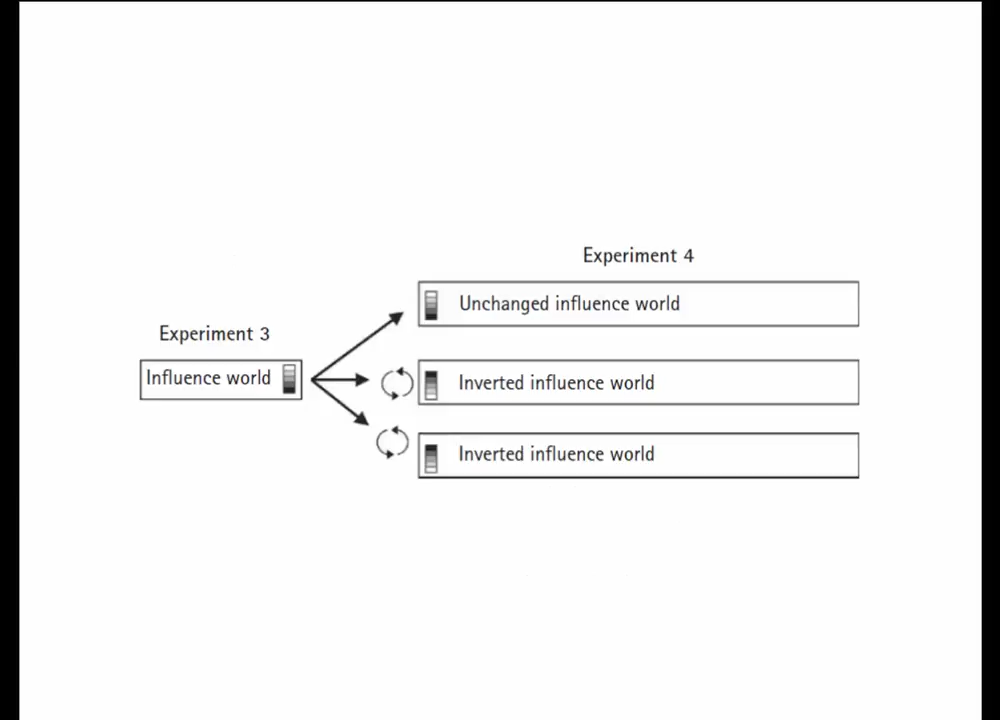 Experiment 4
Unchanged influence world
Experiment 3
Influence world
Inverted influence world
Inverted influence world